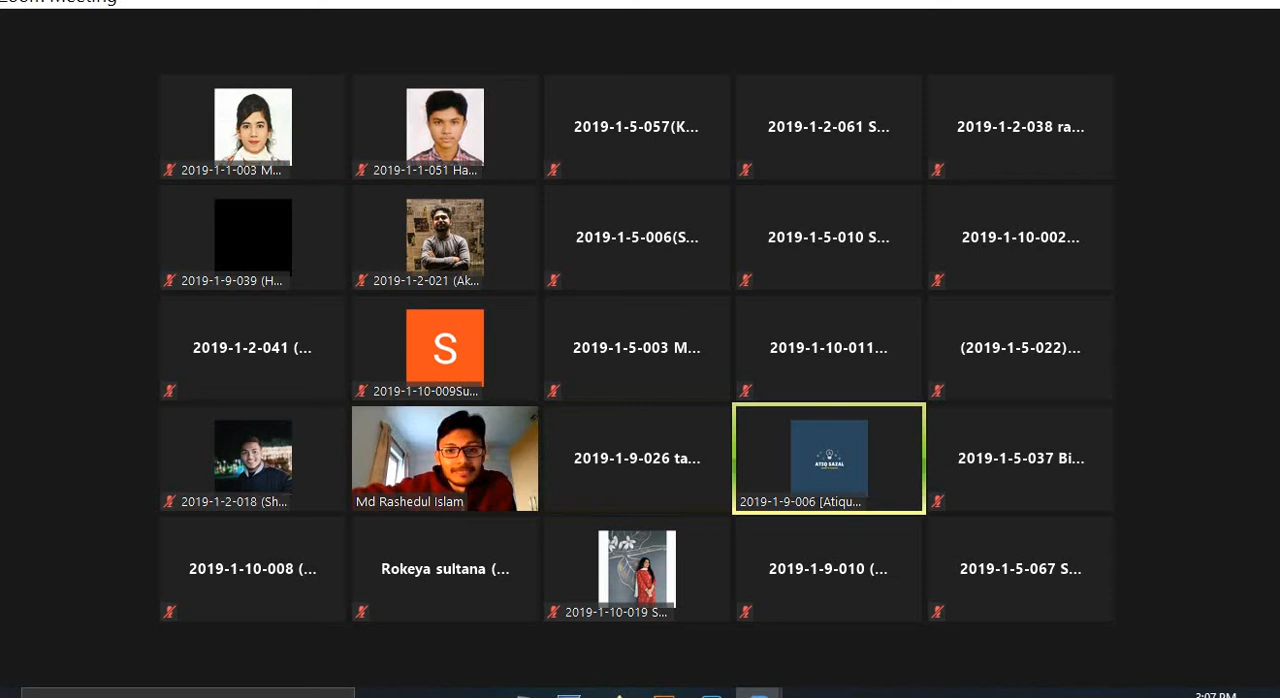 Zoom Meeting
2019-1-1-003 M...
2019-1-1-051 Ha...
2019-1-5-057(K...
2019-1-2-061 S...
2019-1-2-038 ra...
2019-1-9-039 (H...
2019-1-2-021 (Ak...
2019-1-5-006(S...
2019-1-5-010 S...
2019-1-10-002...
2019-1-2-041 (...
S
2019-1-10-009Su...
2019-1-5-003 M...
2019-1-10-011...
(2019-1-5-022)...
2019-1-2-018 (Sh...
Md Rashedul Islam
2019-1-9-026 ta...
ATIQ SAZAL
2019-1-9-006 [Atiqu...
2019-1-5-037 Bi...
2019-1-10-008 (...
Rokeya sultana (...
2019-1-10-019 S...
2019-1-9-010 (...
2019-1-5-067 S...
3:07 PM